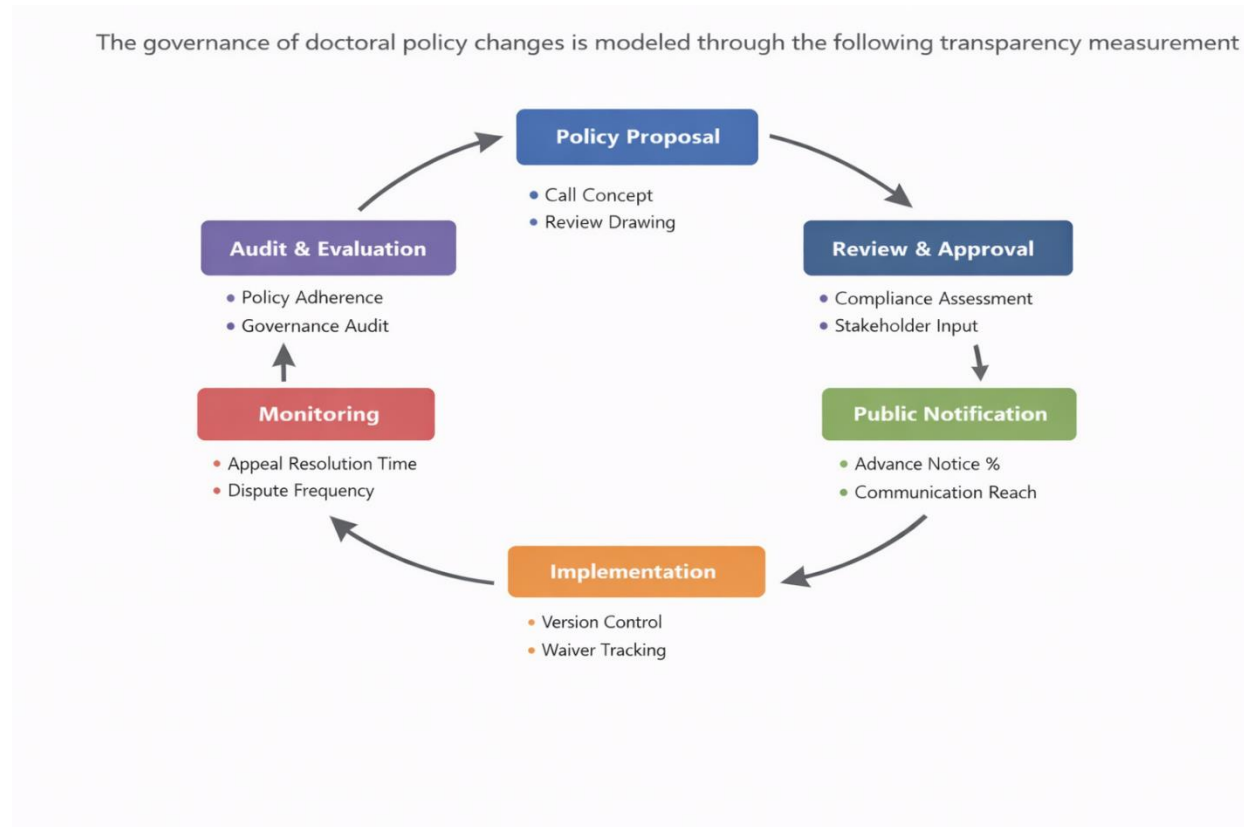 The governance of doctoral policy changes is modeled through the following transparency measurement
Policy Proposal
• Call Concept
• Review Drawing
Review & Approval
• Compliance Assessment
• Stakeholder Input
Public Notification
• Advance Notice %
• Communication Reach
Implementation
• Version Control
• Waiver Tracking
Monitoring
• Appeal Resolution Time
• Dispute Frequency
Audit & Evaluation
• Policy Adherence
• Governance Audit